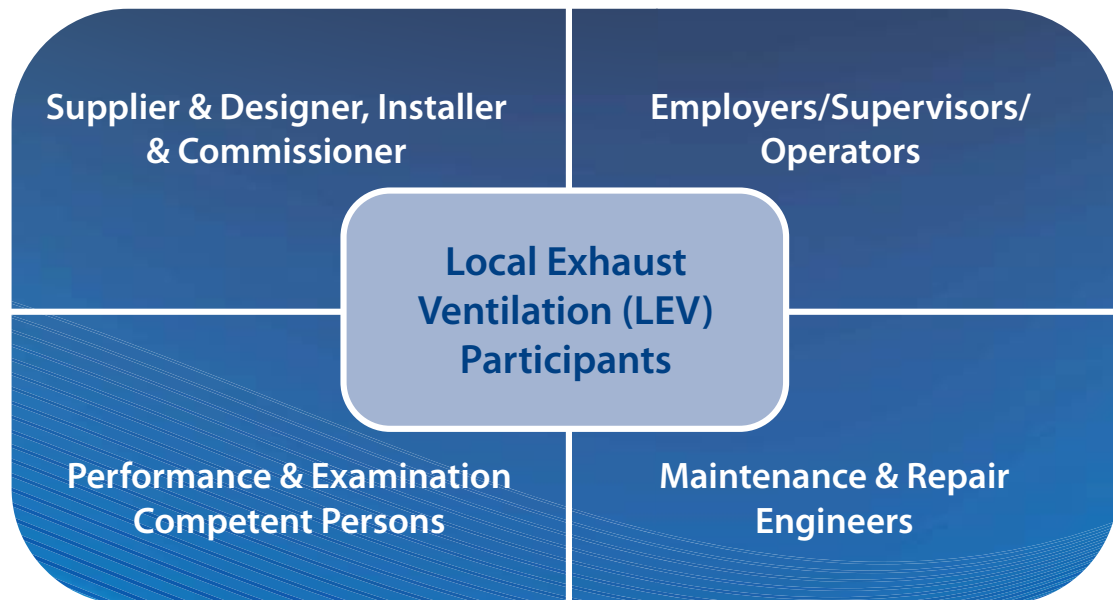 Supplier & Designer, Installer
& Commissioner
Employers/Supervisors/
Operators
Local Exhaust
Ventilation (LEV)
Participants
Performance & Examination
Competent Persons
Maintenance & Repair
Engineers